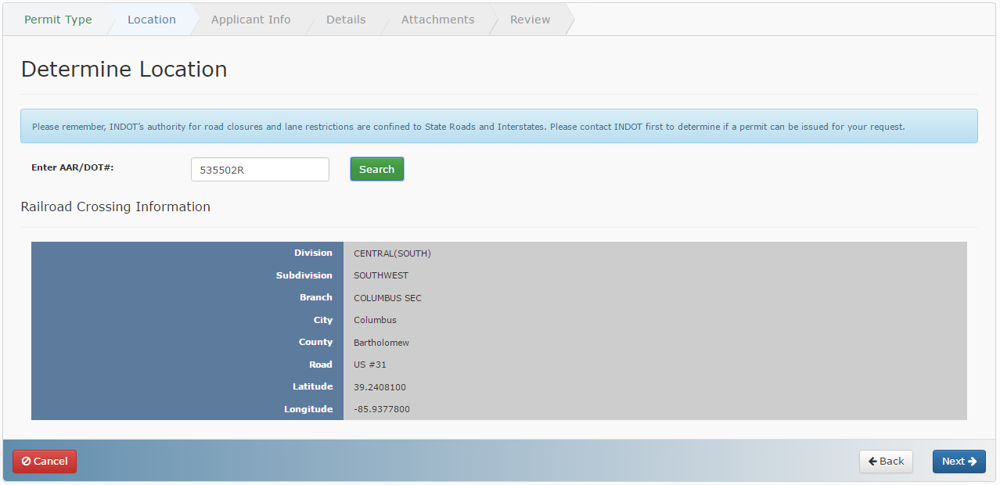 Permit Type Location Applicant Info Details Attachments Review
Determine Location
Please remember, INDOT's authority for road closures and lane restrictions are confined to State Roads and Interstates. Please contact INDOT first to determine if a permit can be issued for your request.
Enter AAR/DOT#: 535502R Search
Railroad Crossing Information
Division CENTRAL(SOUTH)
Subdivision SOUTHWEST
Branch COLUMBUS SEC
City Columbus
County Bartholomew
Road US #31
Latitude 39.2408100
Longitude -85.9377800
Cancel Back Next